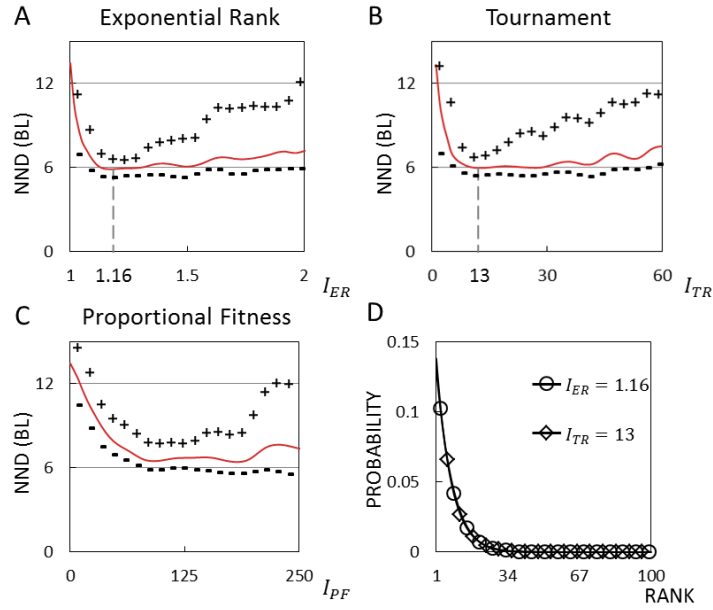 A
Exponential Rank
NND (BL)
12
6
0
1
1.16
1.5
2
I_ER
B
Tournament
NND (BL)
12
6
0
0
13
30
60
I_TR
C
Proportional Fitness
NND (BL)
12
6
0
0
125
250
I_PF
D
PROBABILITY
0.15
0.1
0.05
0
I_ER = 1.16
I_TR = 13
1
34
67
100
RANK